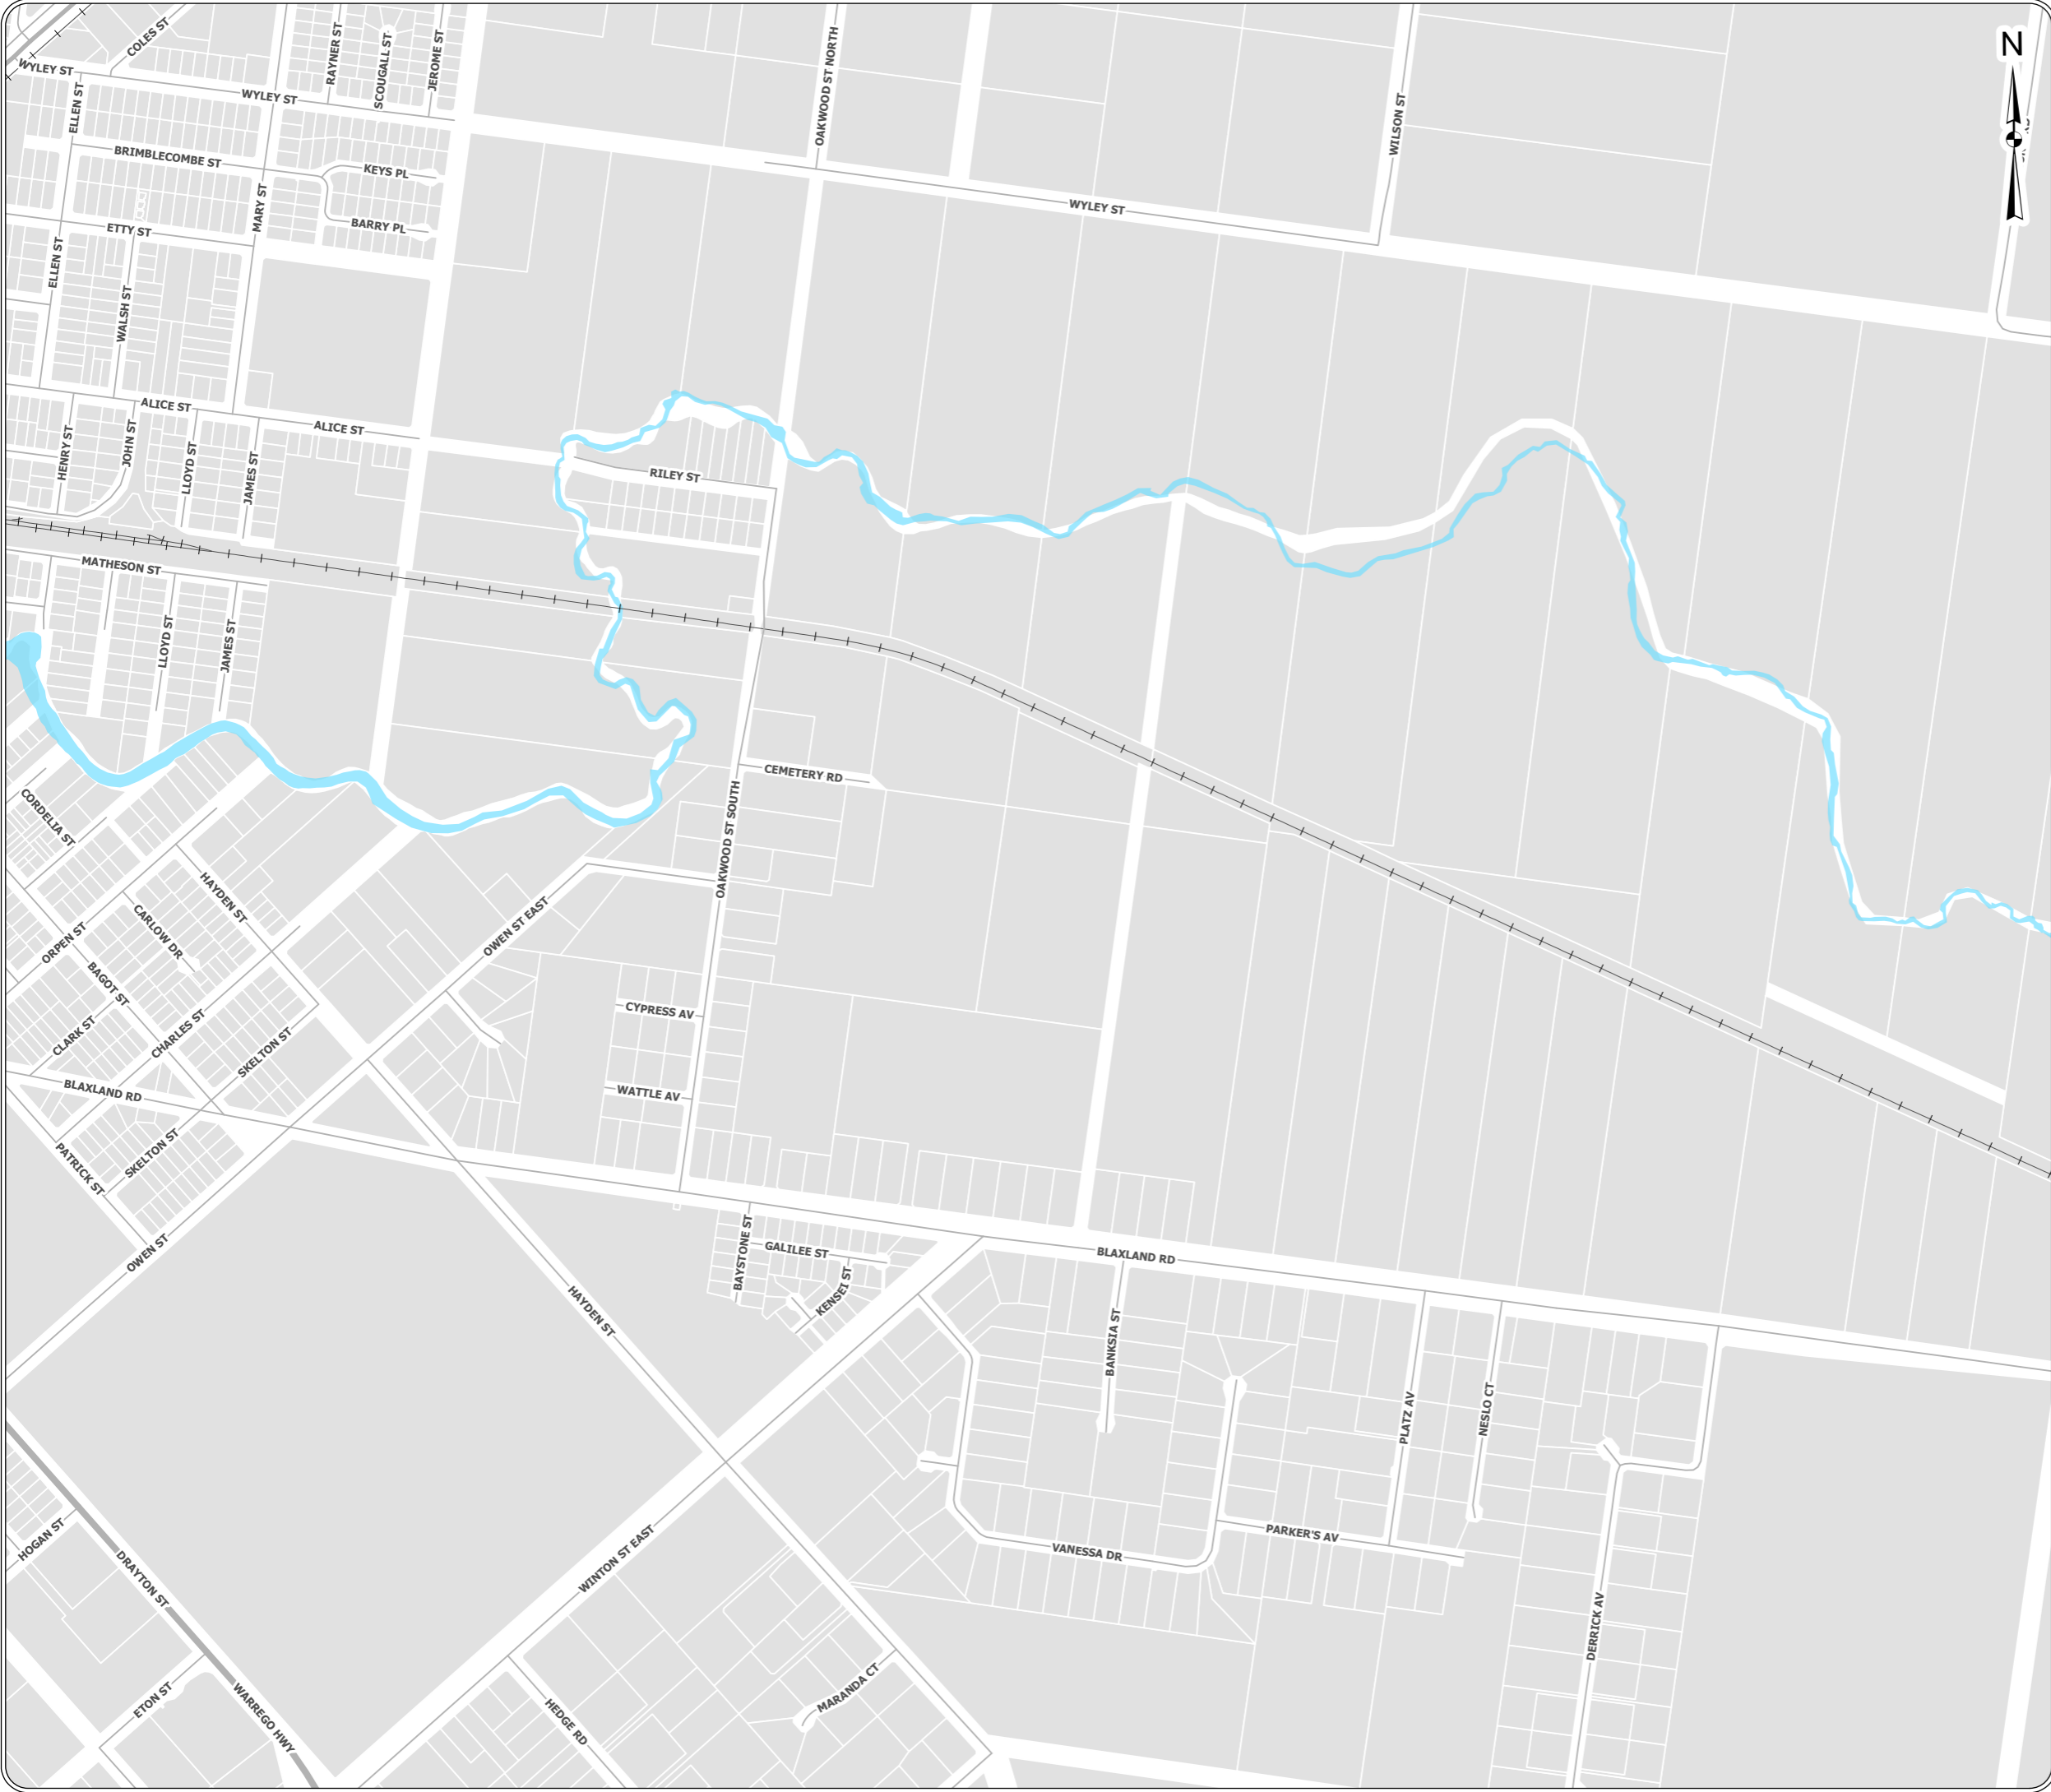 COLES ST
RAYNER ST
SCOUGALL ST
JEROME ST
OAKWOOD ST NORTH
N
WYLEY ST
WYLEY ST
ELLEN ST
WILSON ST
BRIMBLECOMBE ST
KEYS PL
MARY ST
WYLEY ST
ETTY ST
BARRY PL
ELLEN ST
WALSH ST
ALICE ST
ALICE ST
HENRY ST
JOHN ST
LLOYD ST
JAMES ST
RILEY ST
MATHESON ST
LLOYD ST
JAMES ST
CEMETERY RD
CORDELIA ST
OAKWOOD ST SOUTH
HAYDEN ST
OWEN ST EAST
CARLOW DR
ORPEN ST
BAGOT ST
CYPRESS AV
CLARK ST
CHARLES ST
SKELTON ST
BLAXLAND RD
WATTLE AV
PATRICK ST
SKELTON ST
OWEN ST
BAYSTONE ST
GALILEE ST
KENSEI ST
BLAXLAND RD
HAYDEN ST
BANKSIA ST
PLATZ AV
NESLO CT
HOGAN ST
DRAYTON ST
WINTON ST EAST
VANESSA DR
PARKER'S AV
DERRICK AV
ETON ST
WARREGO HWY
HEDGE RD
MARANDA CT